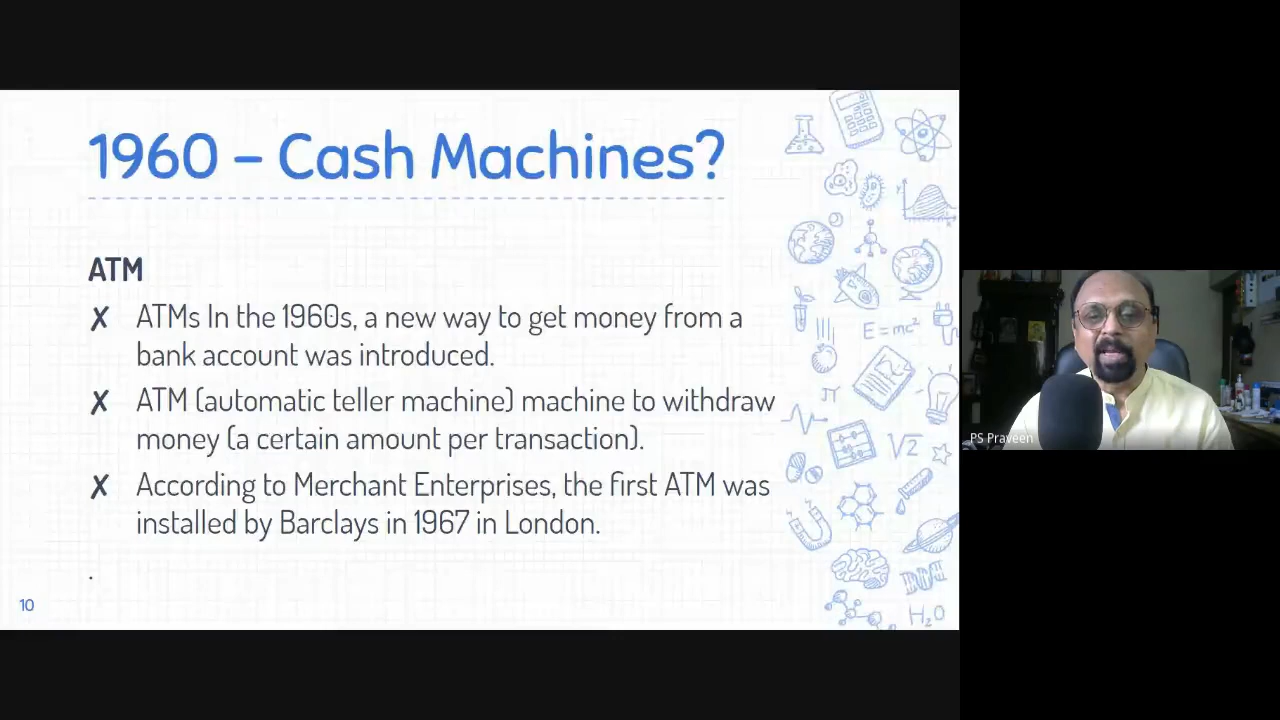 1960 – Cash Machines?
ATM
✗ ATMs In the 1960s, a new way to get money from a
bank account was introduced.
✗ ATM (automatic teller machine) machine to withdraw
money (a certain amount per transaction).
✗ According to Merchant Enterprises, the first ATM was
installed by Barclays in 1967 in London.
.
10
E=mc²
π
√2
H₂O
PS Praveen